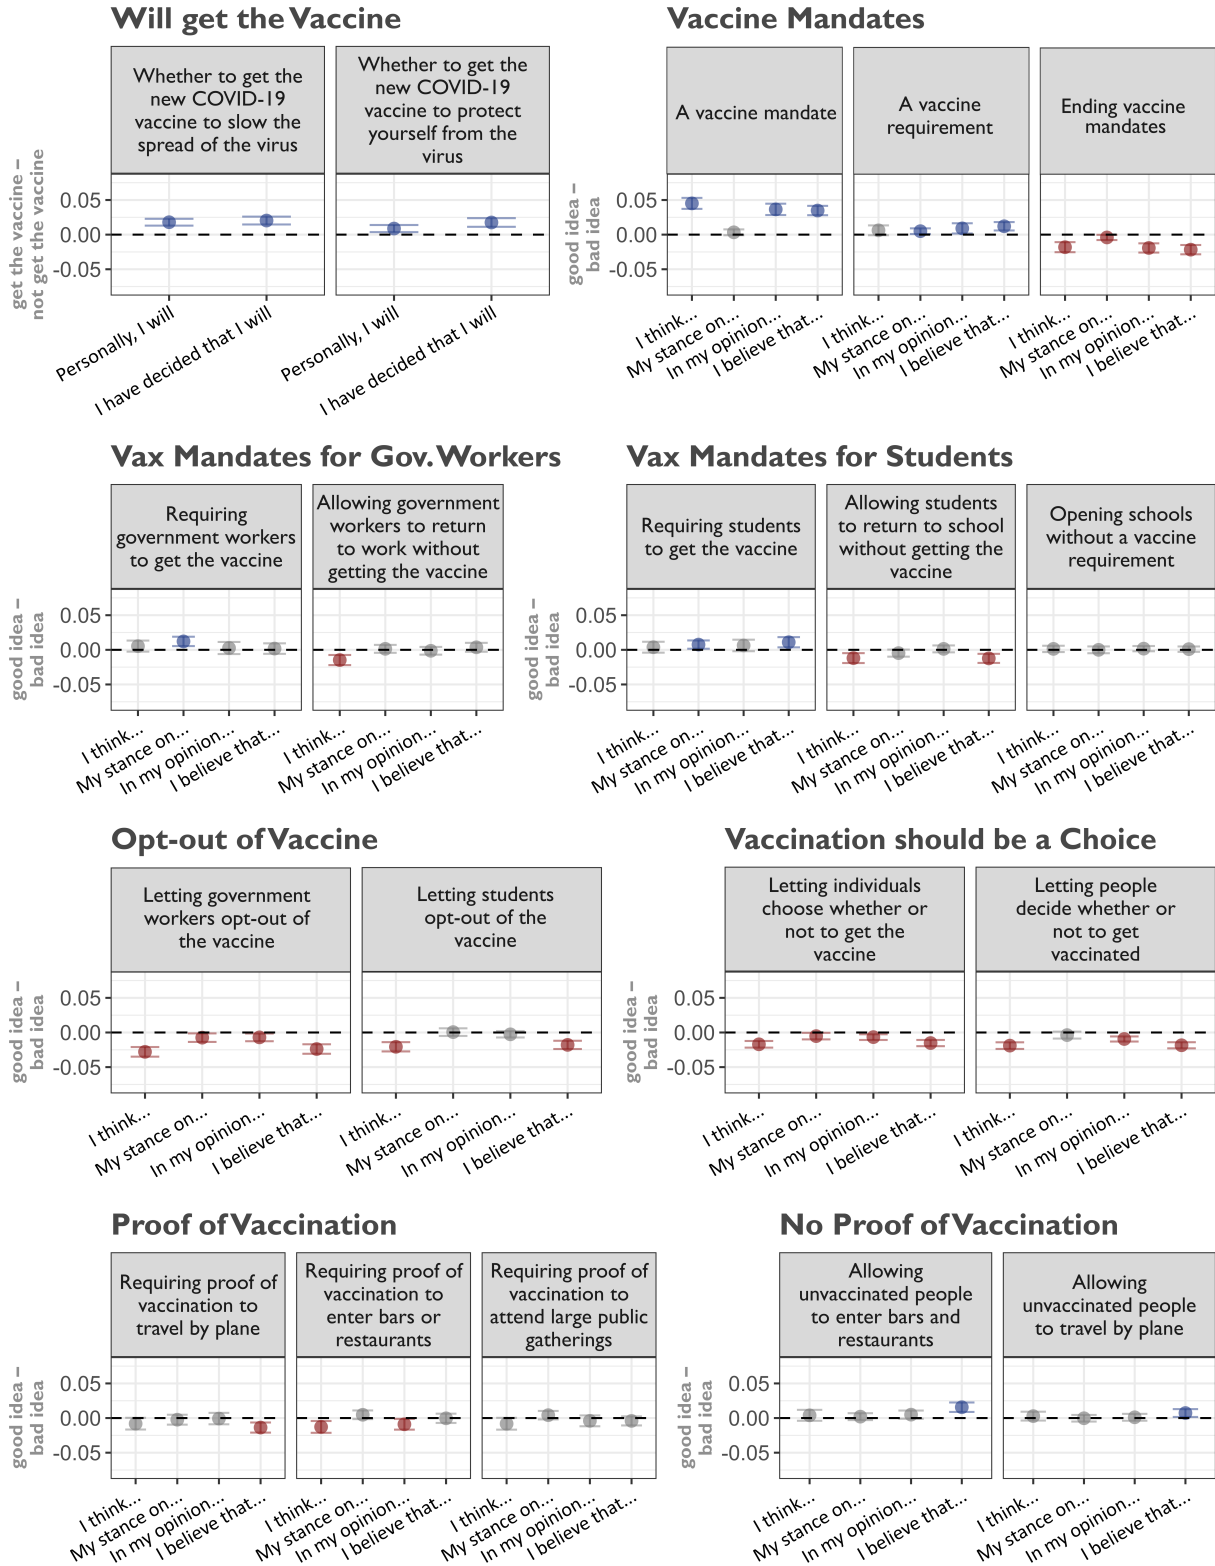 Will get the Vaccine
Whether to get the
new COVID-19
vaccine to slow the
spread of the virus
Whether to get the
new COVID-19
vaccine to protect
yourself from the
virus
get the vaccine –
not get the vaccine
0.05
0.00
-0.05
Personally, I will
I have decided that I will
Personally, I will
I have decided that I will
Vaccine Mandates
A vaccine mandate
A vaccine
requirement
Ending vaccine
mandates
good idea –
bad idea
0.05
0.00
-0.05
I think...
My stance on...
In my opinion...
I believe that...
I think...
My stance on...
In my opinion...
I believe that...
I think...
My stance on...
In my opinion...
I believe that...
Vax Mandates for Gov. Workers
Requiring
government workers
to get the vaccine
Allowing government
workers to return
to work without
getting the vaccine
good idea –
bad idea
0.05
0.00
-0.05
I think...
My stance on...
In my opinion...
I believe that...
I think...
My stance on...
In my opinion...
I believe that...
Vax Mandates for Students
Requiring students
to get the vaccine
Allowing students
to return to school
without getting the
vaccine
Opening schools
without a vaccine
requirement
good idea –
bad idea
0.05
0.00
-0.05
I think...
My stance on...
In my opinion...
I believe that...
I think...
My stance on...
In my opinion...
I believe that...
I think...
My stance on...
In my opinion...
I believe that...
Opt-out of Vaccine
Letting government
workers opt-out of
the vaccine
Letting students
opt-out of the
vaccine
good idea –
bad idea
0.05
0.00
-0.05
I think...
My stance on...
In my opinion...
I believe that...
I think...
My stance on...
In my opinion...
I believe that...
Vaccination should be a Choice
Letting individuals
choose whether or
not to get the
vaccine
Letting people
decide whether or
not to get
vaccinated
good idea –
bad idea
0.05
0.00
-0.05
I think...
My stance on...
In my opinion...
I believe that...
I think...
My stance on...
In my opinion...
I believe that...
Proof of Vaccination
Requiring proof of
vaccination to
travel by plane
Requiring proof of
vaccination to
enter bars or
restaurants
Requiring proof of
vaccination to
attend large public
gatherings
good idea –
bad idea
0.05
0.00
-0.05
I think...
My stance on...
In my opinion...
I believe that...
I think...
My stance on...
In my opinion...
I believe that...
I think...
My stance on...
In my opinion...
I believe that...
No Proof of Vaccination
Allowing
unvaccinated people
to enter bars and
restaurants
Allowing
unvaccinated people
to travel by plane
good idea –
bad idea
0.05
0.00
-0.05
I think...
My stance on...
In my opinion...
I believe that...
I think...
My stance on...
In my opinion...
I believe that...